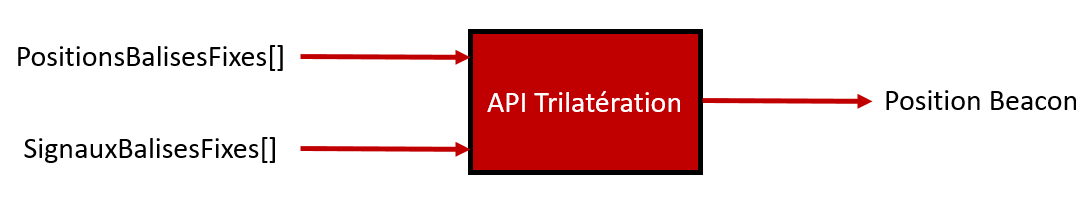 PositionsBalisesFixes[]
API Trilatération
Position Beacon
SignauxBalisesFixes[]